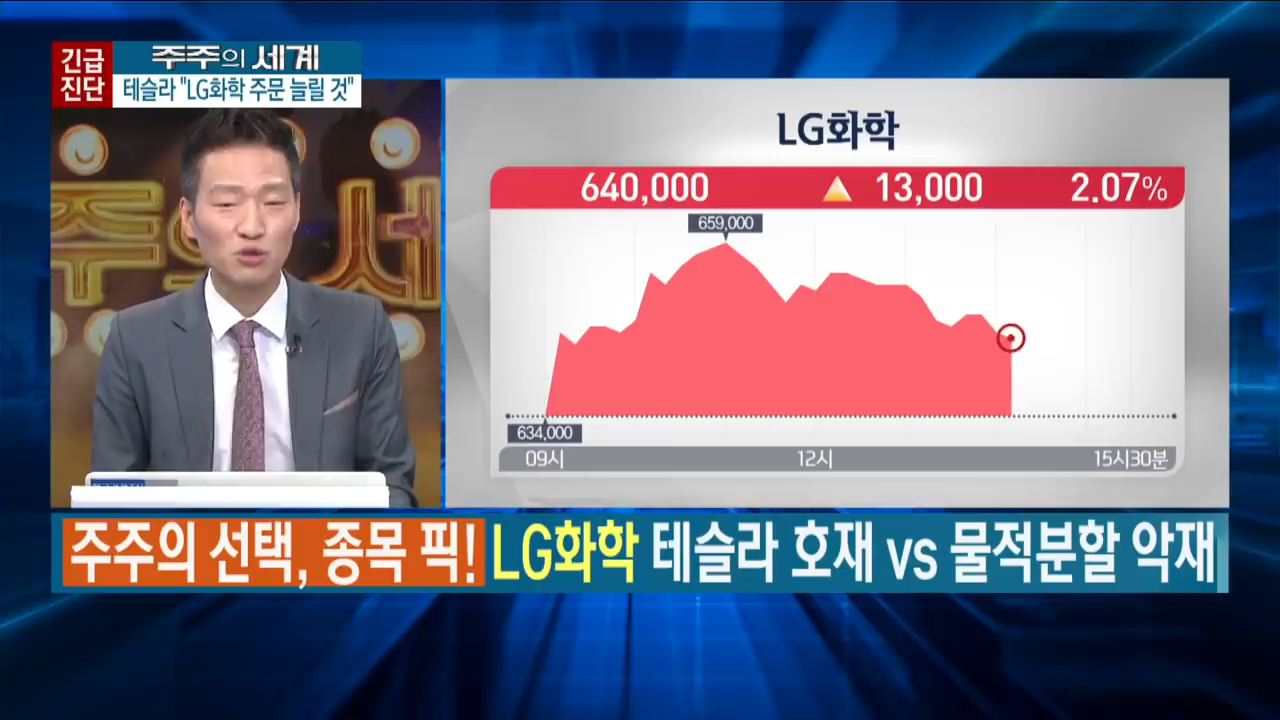 긴급
진단
주주의 세계
테슬라 "LG화학 주문 늘릴 것"
주의 세
LG화학
640,000 ▲ 13,000 2.07%
659,000
634,000
09시 12시 15시30분
주주의 선택, 종목 픽! LG화학 테슬라 호재 vs 물적분할 악재